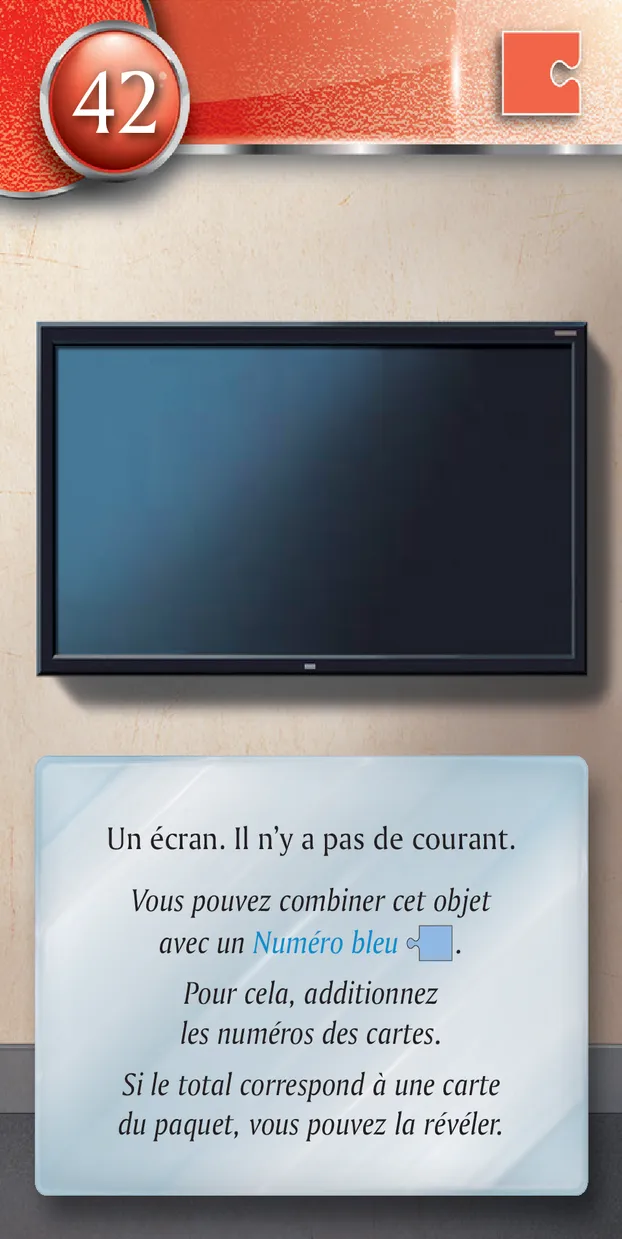 42
Un écran. Il n'y a pas de courant.
Vous pouvez combiner cet objet
avec un Numéro bleu .
Pour cela, additionnez
les numéros des cartes.
Si le total correspond à une carte
du paquet, vous pouvez la révéler.